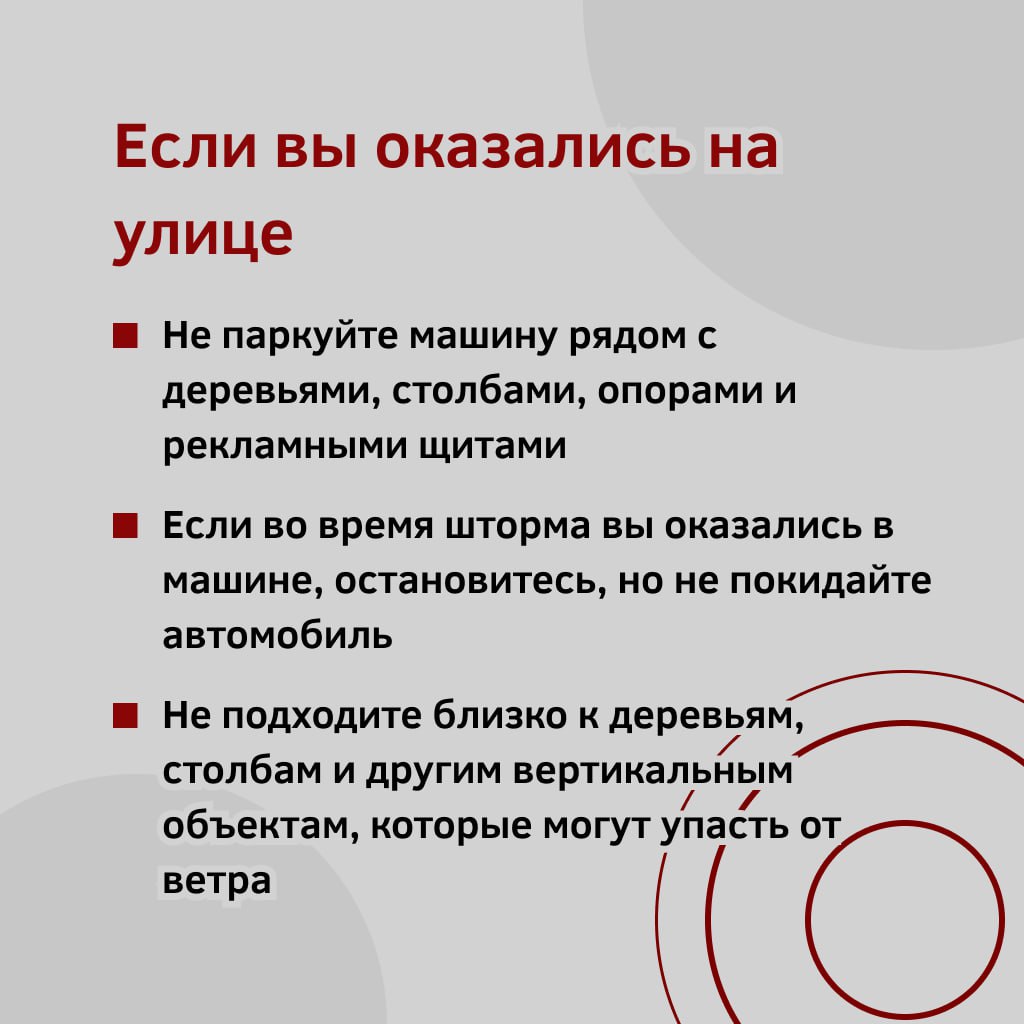 Если вы оказались на
улице
Не паркуйте машину рядом с
деревьями, столбами, опорами и
рекламными щитами
Если во время шторма вы оказались в
машине, остановитесь, но не покидайте
автомобиль
Не подходите близко к деревьям,
столбам и другим вертикальным
объектам, которые могут упасть от
ветра